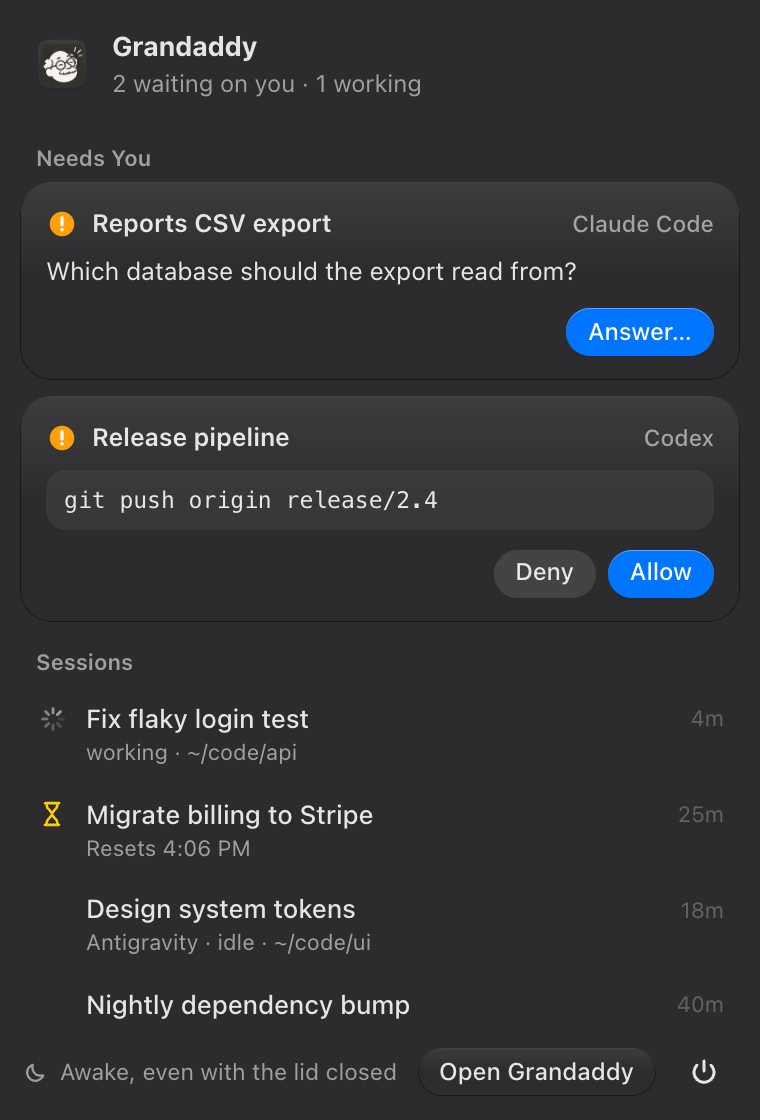 Grandaddy
2 waiting on you · 1 working
Needs You
Reports CSV export
Claude Code
Which database should the export read from?
Answer...
Release pipeline
Codex
git push origin release/2.4
Deny
Allow
Sessions
Fix flaky login test
4m
working · ~/code/api
Migrate billing to Stripe
25m
Resets 4:06 PM
Design system tokens
18m
Antigravity · idle · ~/code/ui
Nightly dependency bump
40m
Awake, even with the lid closed
Open Grandaddy